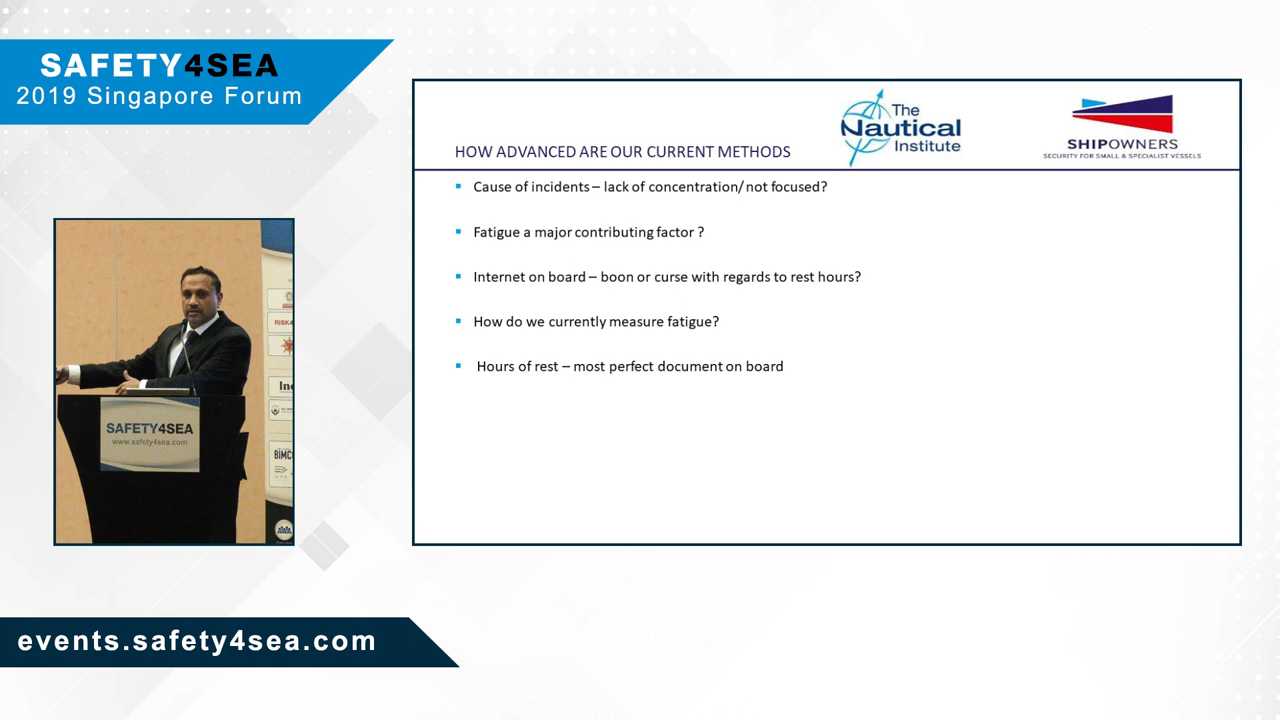 SAFETY4SEA
2019 Singapore Forum
The
Nautical
Institute
SHIPOWNERS
SECURITY FOR SMALL & SPECIALIST VESSELS
HOW ADVANCED ARE OUR CURRENT METHODS
Cause of incidents – lack of concentration/ not focused?
Fatigue a major contributing factor ?
Internet on board – boon or curse with regards to rest hours?
How do we currently measure fatigue?
Hours of rest – most perfect document on board
SAFETY4SEA
www.safety4sea.com
BIMC
events.safety4sea.com